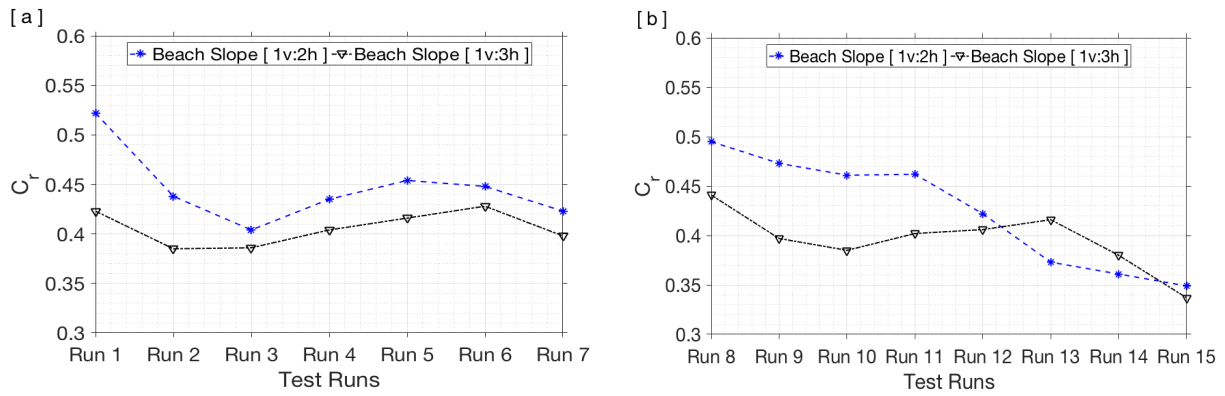 [ a ]
0.6
Beach Slope [ 1v:2h ] Beach Slope [ 1v:3h ]
0.55
0.5
0.45
0.4
0.35
0.3
Cr
Run 1 Run 2 Run 3 Run 4 Run 5 Run 6 Run 7
Test Runs
[ b ]
0.6
Beach Slope [ 1v:2h ] Beach Slope [ 1v:3h ]
0.55
0.5
0.45
0.4
0.35
0.3
Cr
Run 8 Run 9 Run 10 Run 11 Run 12 Run 13 Run 14 Run 15
Test Runs